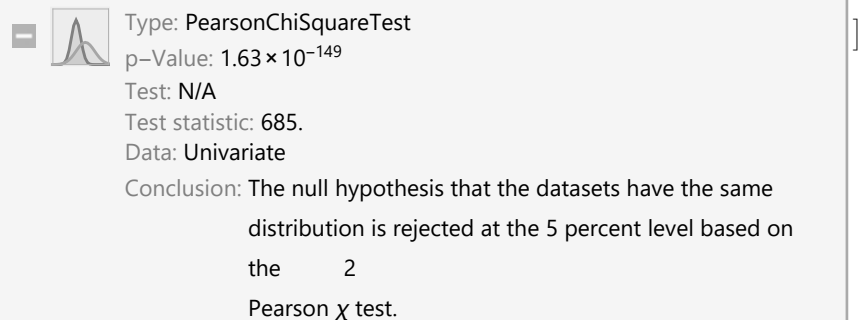 Type: PearsonChiSquareTest
p−Value: 1.63 × 10⁻¹⁴⁹
Test: N/A
Test statistic: 685.
Data: Univariate
Conclusion: The null hypothesis that the datasets have the same
distribution is rejected at the 5 percent level based on
the 2
Pearson χ test.
]